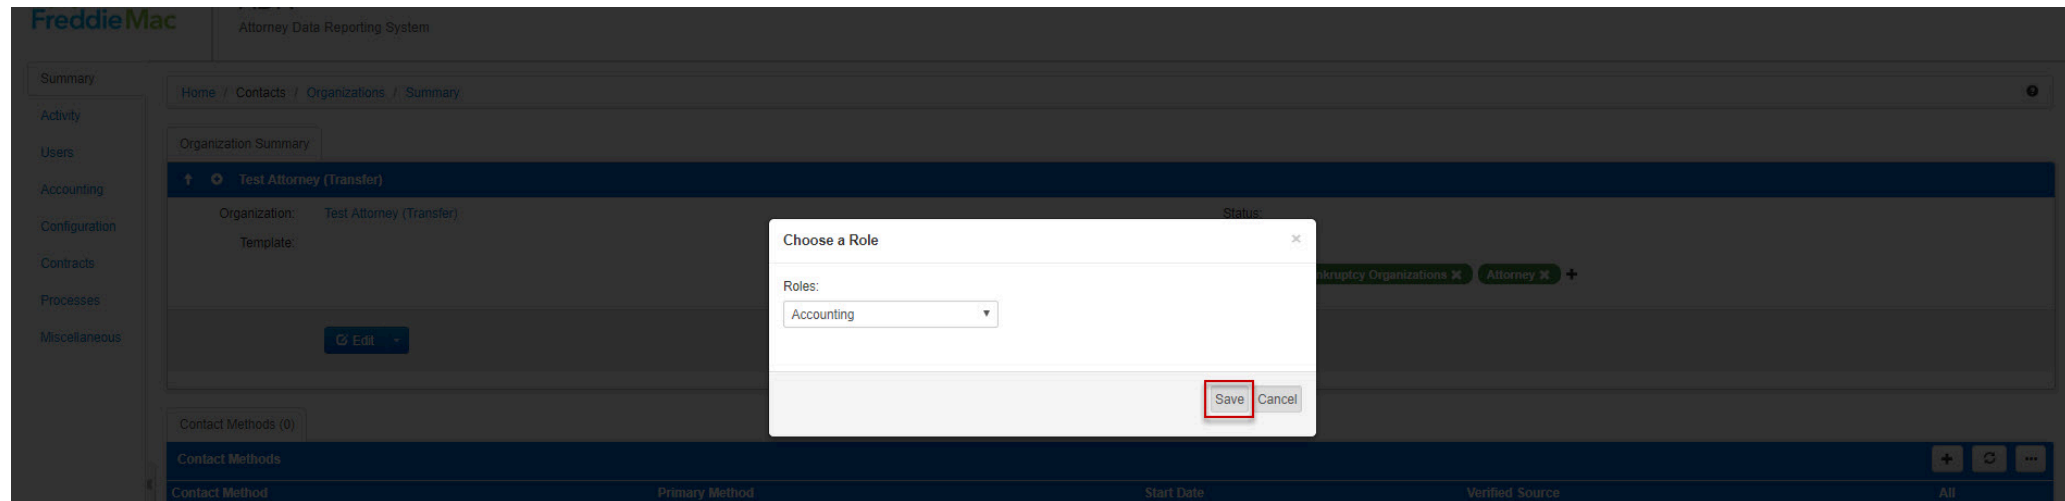 FreddieMac
Attorney Data Reporting System
Summary
Activity
Users
Accounting
Configuration
Contracts
Processes
Miscellaneous
Home / Contacts / Organizations / Summary
Organization Summary
Test Attorney (Transfer)
Organization: Test Attorney (Transfer)
Template:
Status:
Organizations ✖ Attorney ✖ +
Edit
Choose a Role ×
Roles:
Accounting
Save Cancel
Contact Methods (0)
Contact Methods
Contact Method Primary Method Start Date Verified Source All